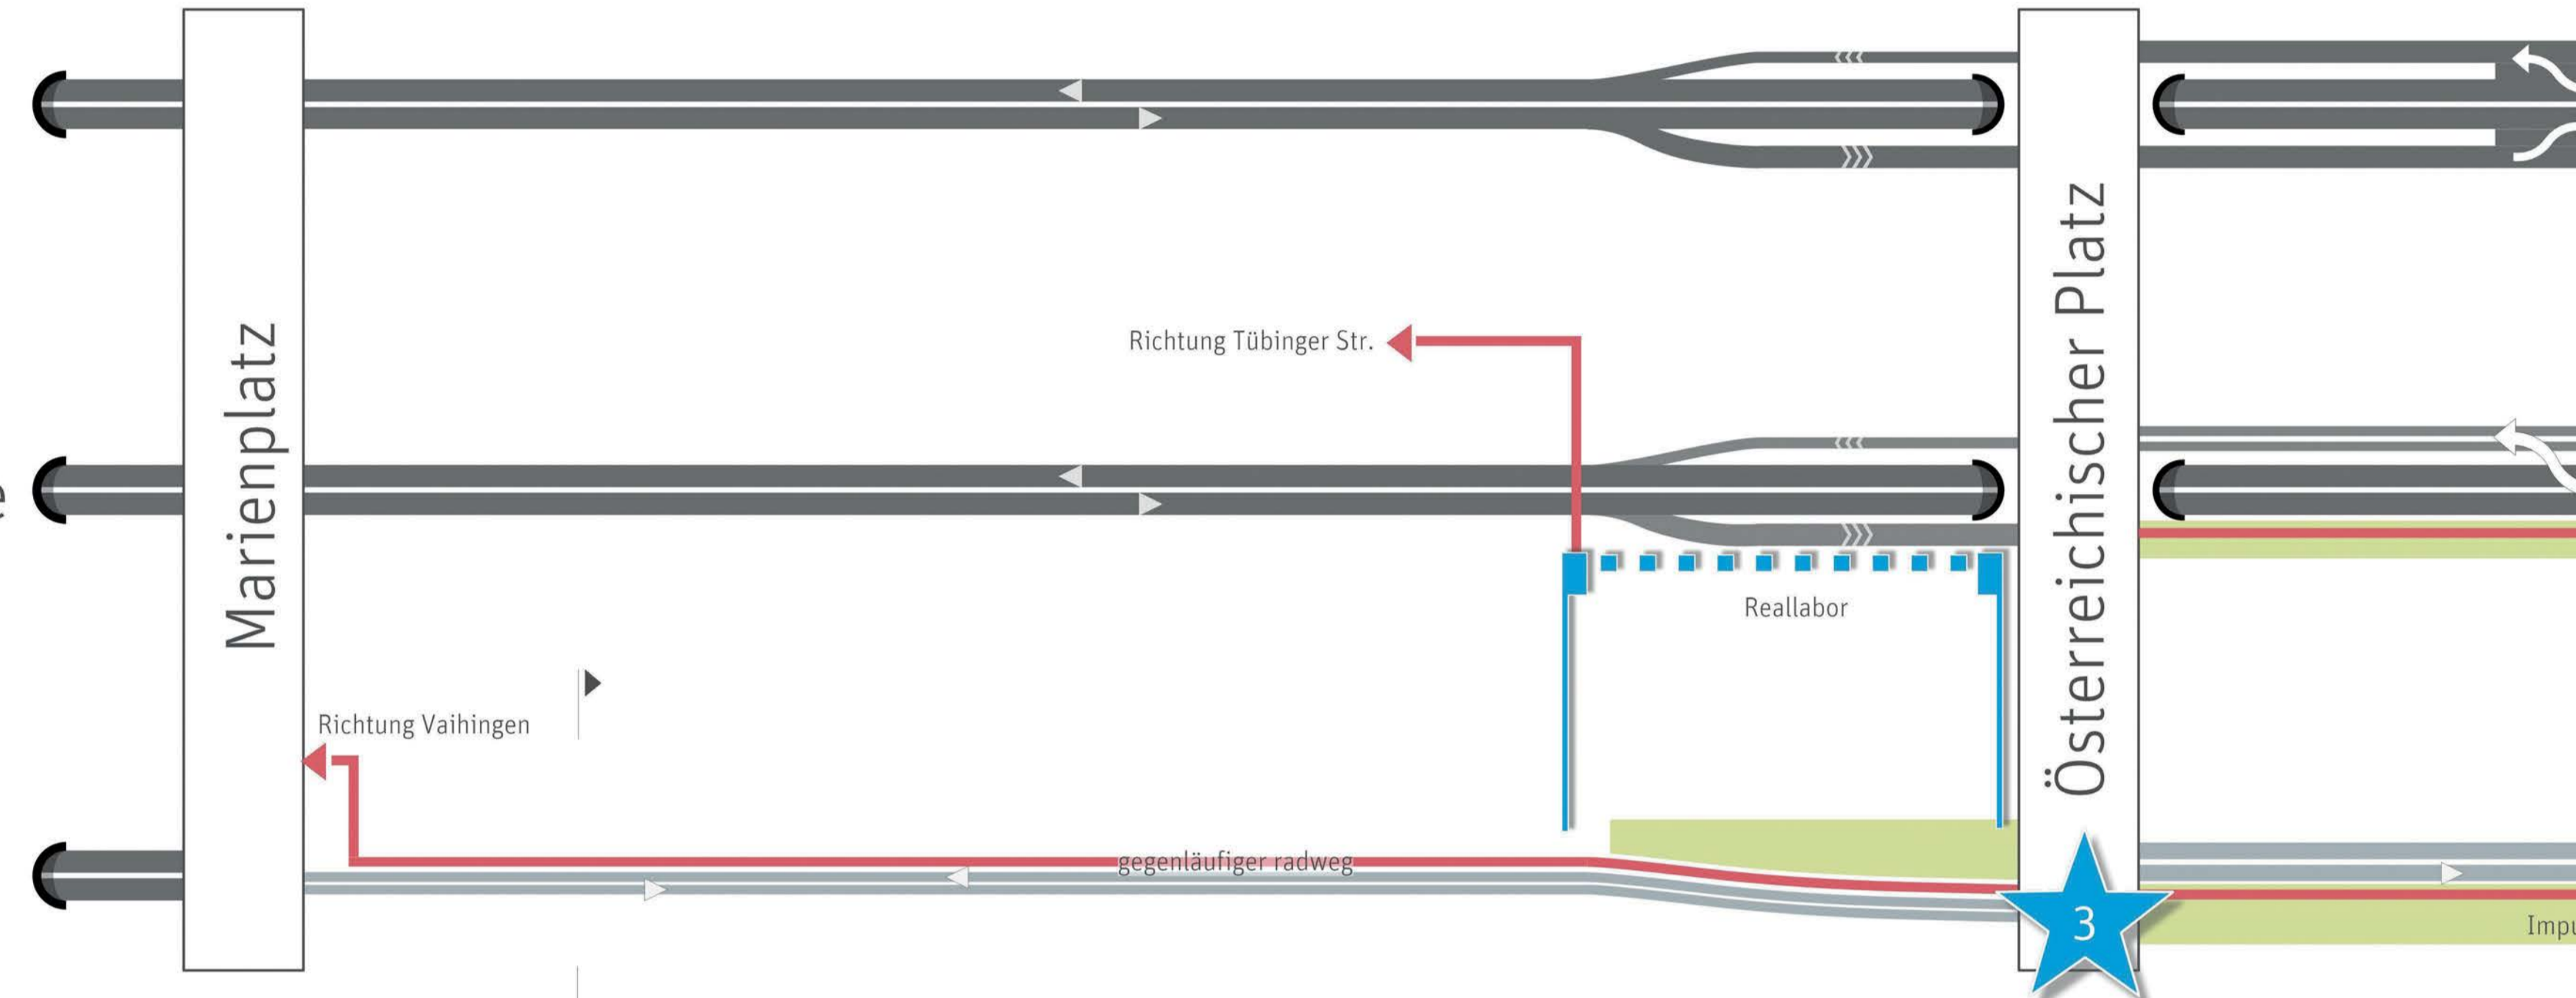 Marienplatz
Richtung Tübinger Str.
Österreichischer Platz
Reallabor
Richtung Vaihingen
gegenläufiger radweg
3